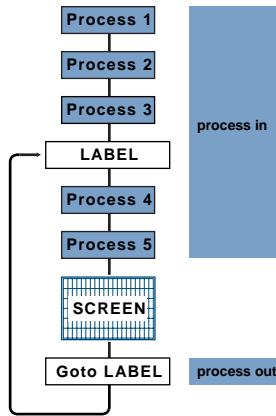 Process 1
Process 2
Process 3
process in
LABEL
Process 4
Process 5
SCREEN
Goto LABEL
process out